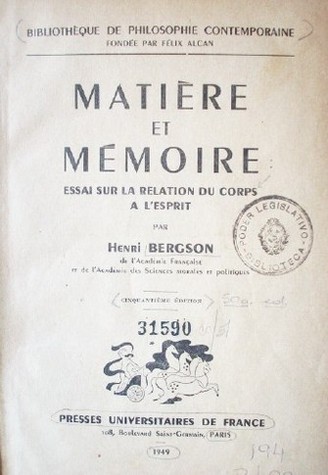 BIBLIOTHÈQUE DE PHILOSOPHIE CONTEMPORAINE
FONDÉE PAR FÉLIX ALCAN
MATIÈRE
ET
MÉMOIRE
ESSAI SUR LA RELATION DU CORPS
A L'ESPRIT
PAR
Henri BERGSON
de l'Académie Française
et de l'Académie des Sciences morales et politiques
PODER LEGISLATIVO
BIBLIOTECA
CINQUANTIÈME ÉDITION
50a. ed.
31590
PRESSES UNIVERSITAIRES DE FRANCE
108, Boulevard Saint-Germain, PARIS
1949
194